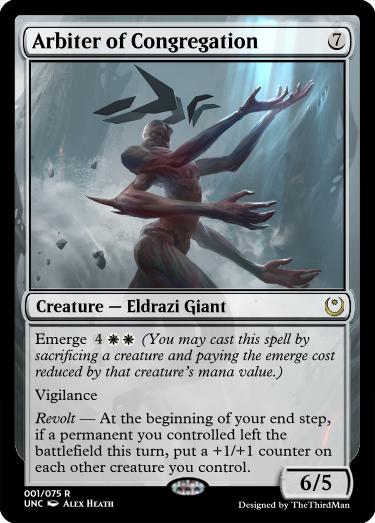 Arbiter of Congregation 7
Creature — Eldrazi Giant
Emerge 4 (You may cast this spell by
sacrificing a creature and paying the emerge cost
reduced by that creature's mana value.)
Vigilance
Revolt — At the beginning of your end step,
if a permanent you controlled left the
battlefield this turn, put a +1/+1 counter on
each other creature you control.
6/5
001/075 R
UNC ALEX HEATH
Designed by TheThirdMan